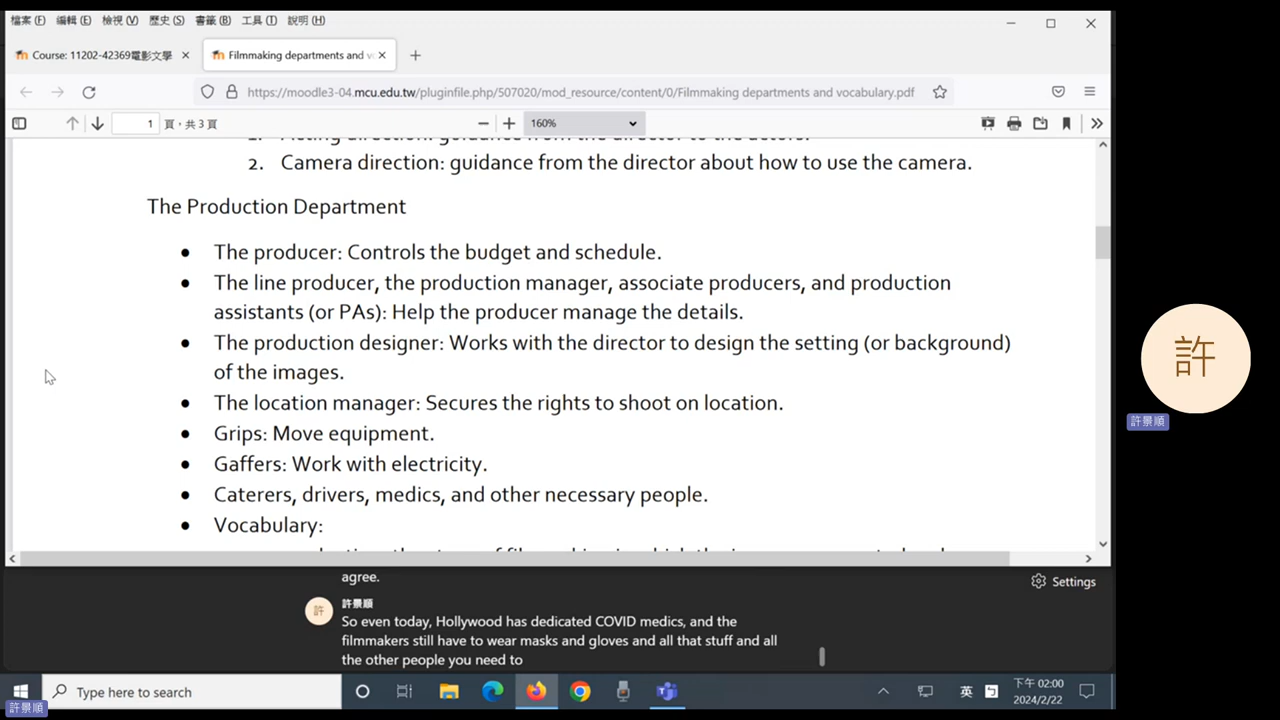 檔案(F) 編輯(E) 檢視(V) 歷史(S) 書籤(B) 工具(T) 說明(H)
Course: 11202-42369電影文學 Filmmaking departments and vo
https://moodle3-04.mcu.edu.tw/pluginfile.php/507020/mod_resource/content/0/Filmmaking departments and vocabulary.pdf
1 頁，共 3 頁 160%
2. Camera direction: guidance from the director about how to use the camera.
The Production Department
• The producer: Controls the budget and schedule.
• The line producer, the production manager, associate producers, and production
assistants (or PAs): Help the producer manage the details.
• The production designer: Works with the director to design the setting (or background)
of the images.
• The location manager: Secures the rights to shoot on location.
• Grips: Move equipment.
• Gaffers: Work with electricity.
• Caterers, drivers, medics, and other necessary people.
• Vocabulary:
許
許景順
agree.
Settings
許
許景順
So even today, Hollywood has dedicated COVID medics, and the
filmmakers still have to wear masks and gloves and all that stuff and all
the other people you need to
Type here to search
英
下午 02:00
2024/2/22
許景順